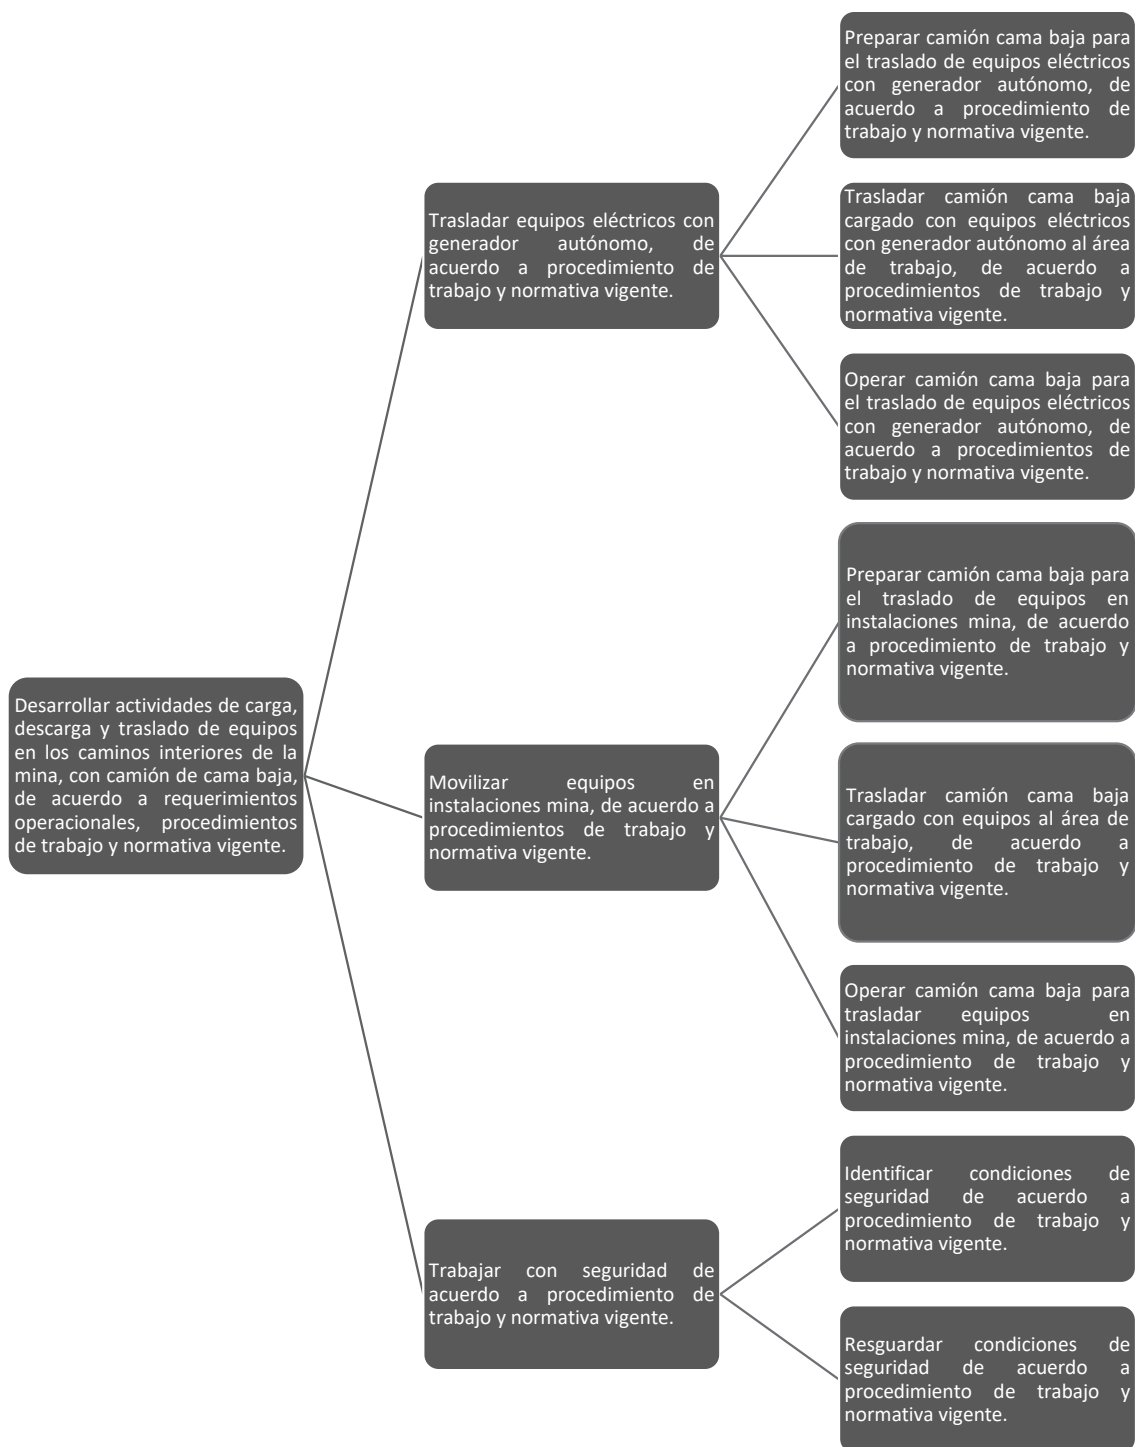 Desarrollar actividades de carga,
descarga y traslado de equipos
en los caminos interiores de la
mina, con camión de cama baja,
de acuerdo a requerimientos
operacionales, procedimientos
de trabajo y normativa vigente.
Trasladar equipos eléctricos con
generador autónomo, de
acuerdo a procedimiento de
trabajo y normativa vigente.
Preparar camión cama baja para
el traslado de equipos eléctricos
con generador autónomo, de
acuerdo a procedimiento de
trabajo y normativa vigente.
Trasladar camión cama baja
cargado con equipos eléctricos
con generador autónomo al área
de trabajo, de acuerdo a
procedimientos de trabajo y
normativa vigente.
Operar camión cama baja para
el traslado de equipos eléctricos
con generador autónomo, de
acuerdo a procedimientos de
trabajo y normativa vigente.
Movilizar equipos en
instalaciones mina, de acuerdo a
procedimientos de trabajo y
normativa vigente.
Preparar camión cama baja para
el traslado de equipos en
instalaciones mina, de acuerdo
a procedimiento de trabajo y
normativa vigente.
Trasladar camión cama baja
cargado con equipos al área de
trabajo, de acuerdo a
procedimiento de trabajo y
normativa vigente.
Operar camión cama baja para
trasladar equipos en
instalaciones mina, de acuerdo a
procedimiento de trabajo y
normativa vigente.
Trabajar con seguridad de
acuerdo a procedimiento de
trabajo y normativa vigente.
Identificar condiciones de
seguridad de acuerdo a
procedimiento de trabajo y
normativa vigente.
Resguardar condiciones de
seguridad de acuerdo a
procedimiento de trabajo y
normativa vigente.